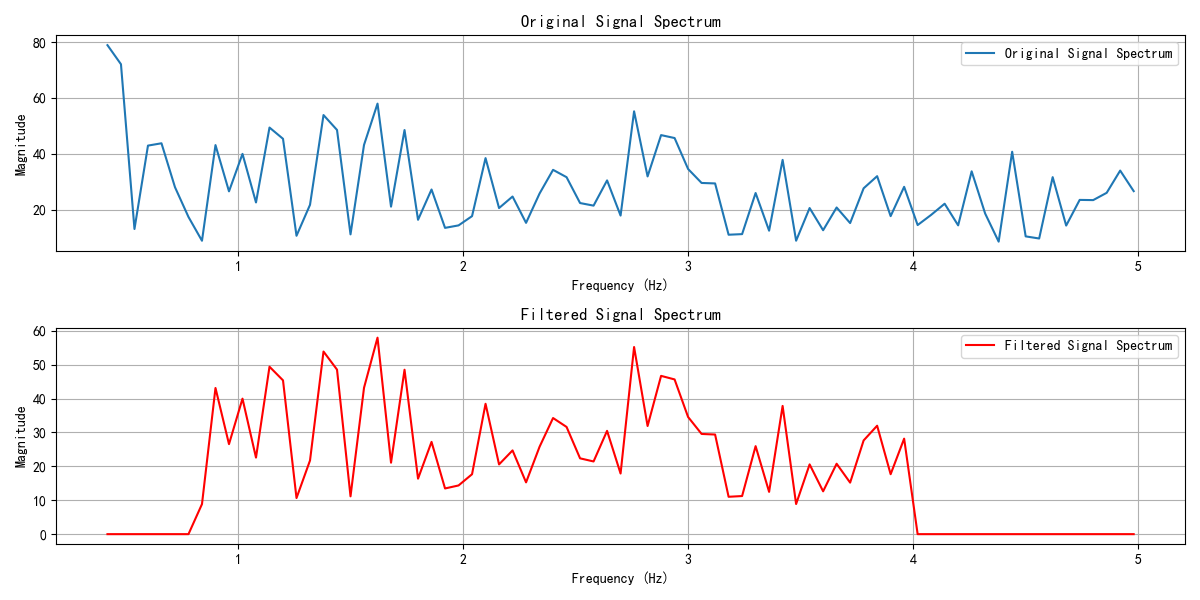 Original Signal Spectrum
Original Signal Spectrum
Magnitude
80
60
40
20
1 2 3 4 5
Frequency (Hz)
Filtered Signal Spectrum
Filtered Signal Spectrum
Magnitude
60
50
40
30
20
10
0
1 2 3 4 5
Frequency (Hz)